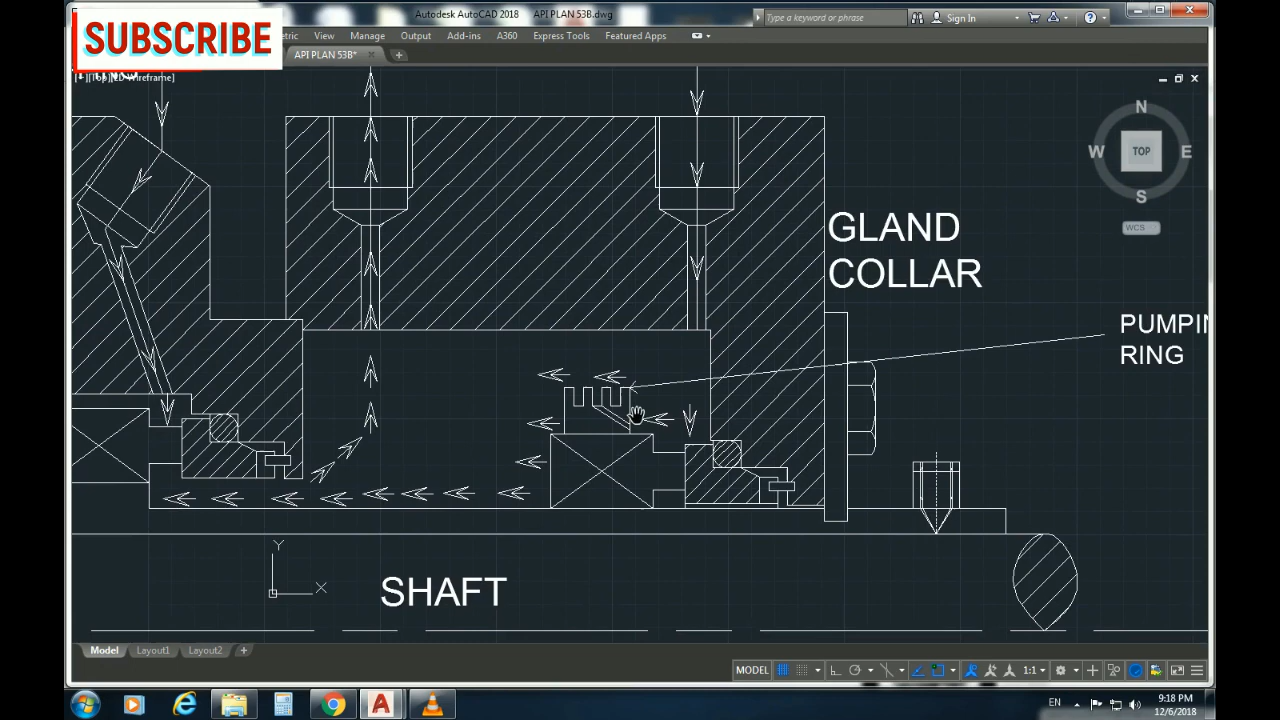 Autodesk AutoCAD 2018 API PLAN 53B.dwg
Type a keyword or phrase
Sign In
SUBSCRIBE
View Manage Output Add-ins A360 Express Tools Featured Apps
API PLAN 53B*
N
W TOP E
S
WCS
GLAND
COLLAR
PUMPIN
RING
Y
X
SHAFT
Model Layout1 Layout2
MODEL 1:1
EN
9:18 PM
12/6/2018